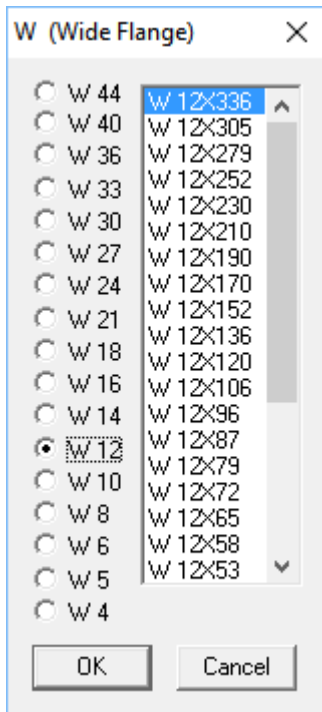 W (Wide Flange)
W 44
W 40
W 36
W 33
W 30
W 27
W 24
W 21
W 18
W 16
W 14
W 12
W 10
W 8
W 6
W 5
W 4
W 12X336
W 12X305
W 12X279
W 12X252
W 12X230
W 12X210
W 12X190
W 12X170
W 12X152
W 12X136
W 12X120
W 12X106
W 12X96
W 12X87
W 12X79
W 12X72
W 12X65
W 12X58
W 12X53
OK
Cancel